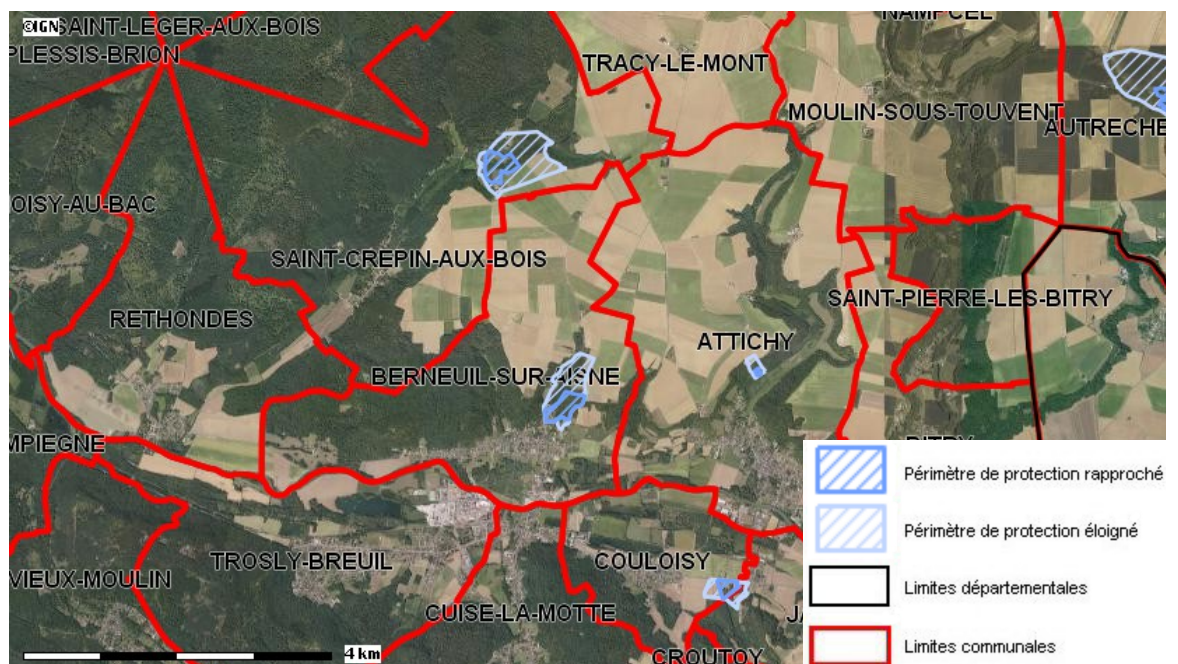 ©IGN
SAINT-LEGER-AUX-BOIS
PLESSIS-BRION
NAMPCEL
TRACY-LE-MONT
MOULIN-SOUS-TOUVENT
AUTRECHE
OISY-AU-BAC
SAINT-CREPIN-AUX-BOIS
SAINT-PIERRE-LES-BITRY
RETHONDES
ATTICHY
BERNEUIL-SUR-AISNE
MPIEGNE
BITRY
Périmètre de protection rapproché
Périmètre de protection éloigné
TROSLY-BREUIL
COULOISY
VIEUX-MOULIN
Limites départementales
CUISE-LA-MOTTE
JA
Limites communales
4 km
CROUTOY